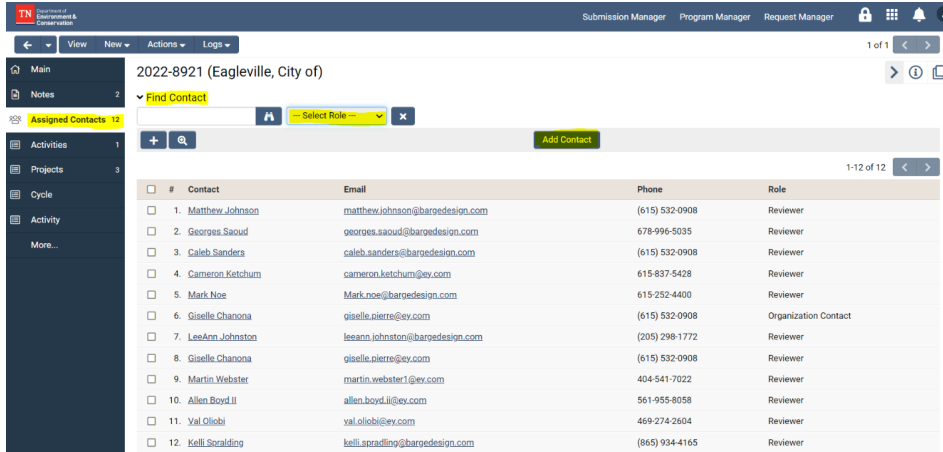 TN Department of
Environment &
Conservation
Submission Manager Program Manager Request Manager
View New Actions Logs 1 of 1
Main
Notes 2
Assigned Contacts 12
Activities 1
Projects 3
Cycle
Activity
More...
2022-8921 (Eagleville, City of)
Find Contact
--- Select Role ---
Add Contact
1-12 of 12
# Contact Email Phone Role
1. Matthew Johnson matthew.johnson@bargedesign.com (615) 532-0908 Reviewer
2. Georges Saoud georges.saoud@bargedesign.com 678-996-5035 Reviewer
3. Caleb Sanders caleb.sanders@bargedesign.com (615) 532-0908 Reviewer
4. Cameron Ketchum cameron.ketchum@ey.com 615-837-5428 Reviewer
5. Mark Noe Mark.noe@bargedesign.com 615-252-4400 Reviewer
6. Giselle Chanona giselle.pierre@ey.com (615) 532-0908 Organization Contact
7. LeeAnn Johnston leeann.johnston@bargedesign.com (205) 298-1772 Reviewer
8. Giselle Chanona giselle.pierre@ey.com (615) 532-0908 Reviewer
9. Martin Webster martin.webster1@ey.com 404-541-7022 Reviewer
10. Allen Boyd II allen.boyd.ii@ey.com 561-955-8058 Reviewer
11. Val Oliobi val.oliobi@ey.com 469-274-2604 Reviewer
12. Kelli Spralding kelli.spradling@bargedesign.com (865) 934-4165 Reviewer